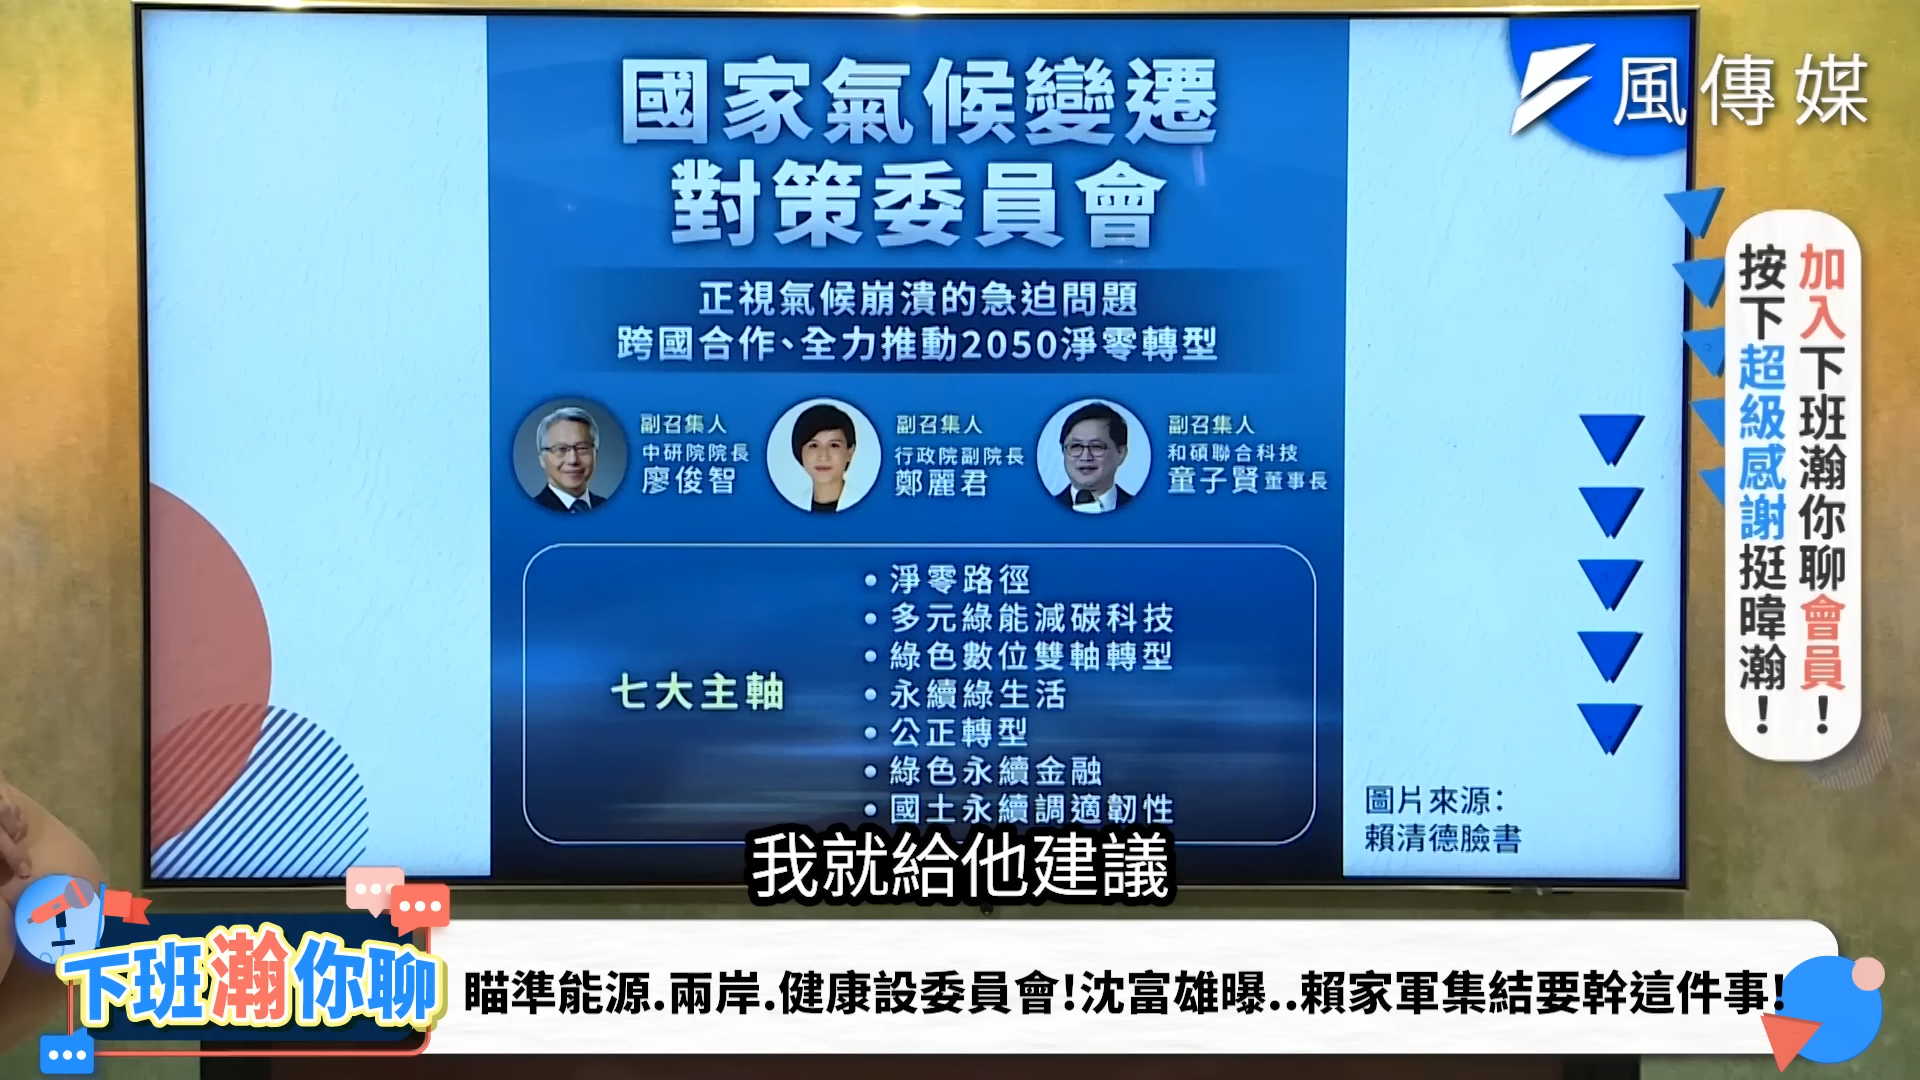 國家氣候變遷
對策委員會
正視氣候崩潰的急迫問題
跨國合作、全力推動2050淨零轉型
副召集人
中研院院長
廖俊智
副召集人
行政院副院長
鄭麗君
副召集人
和碩聯合科技
童子賢董事長
七大主軸
•淨零路徑
•多元綠能減碳科技
•綠色數位雙軸轉型
•永續綠生活
•公正轉型
•綠色永續金融
•國土永續調適韌性
圖片來源:
賴清德臉書
風傳媒
加入下班瀚你聊會員!
按下超級感謝挺暐瀚!
我就給他建議
下班瀚你聊
瞄準能源.兩岸.健康設委員會!沈富雄曝..賴家軍集結要幹這件事!